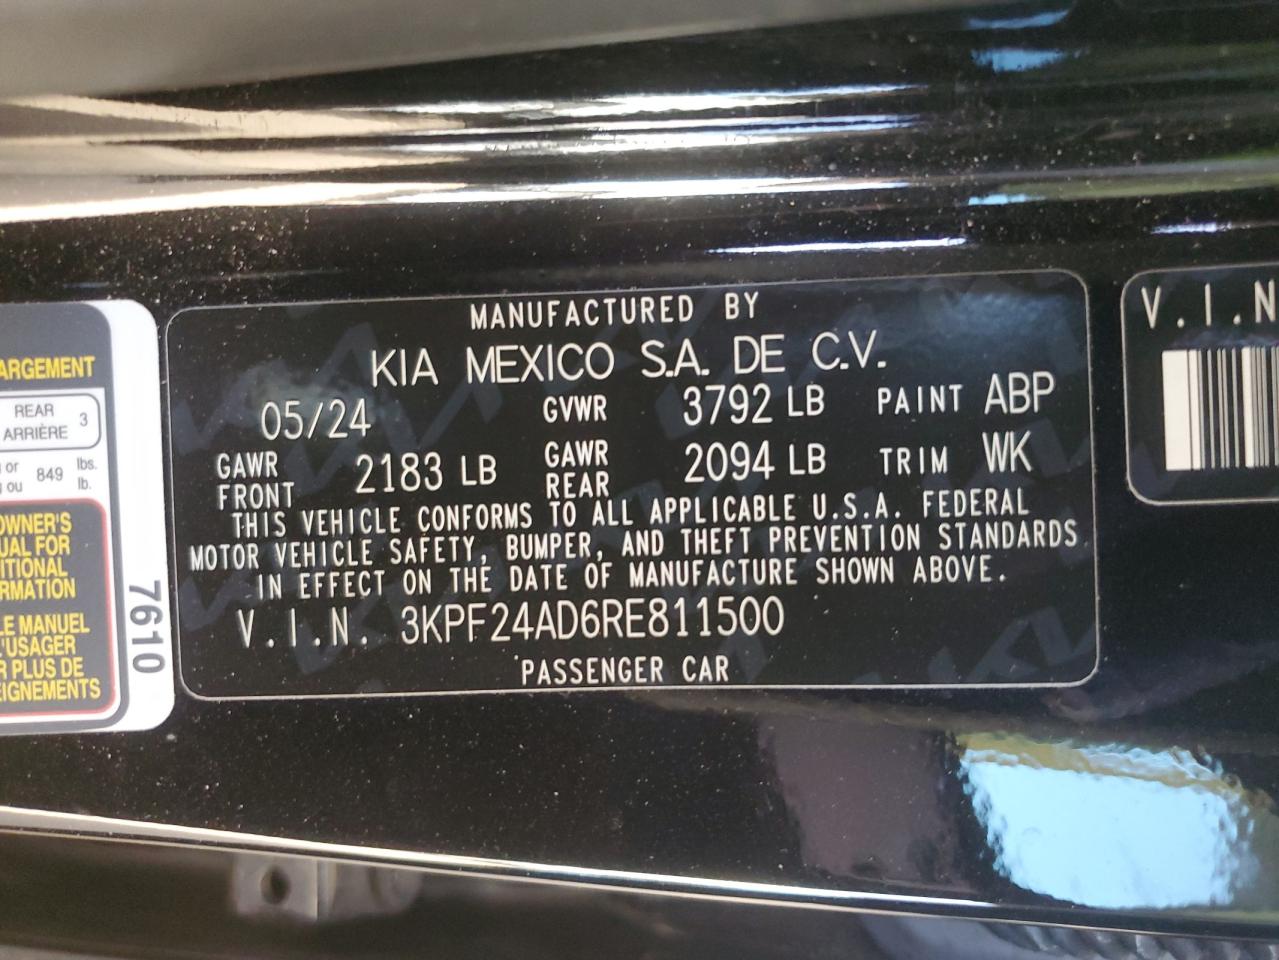 MANUFACTURED BY
KIA MEXICO S.A. DE C.V.
05/24 GVWR 3792 LB PAINT ABP
GAWR FRONT 2183 LB GAWR REAR 2094 LB TRIM WK
THIS VEHICLE CONFORMS TO ALL APPLICABLE U.S.A. FEDERAL
MOTOR VEHICLE SAFETY, BUMPER, AND THEFT PREVENTION STANDARDS
IN EFFECT ON THE DATE OF MANUFACTURE SHOWN ABOVE.
V.I.N. 3KPF24AD6RE811500
PASSENGER CAR
ARGEMENT
REAR
ARRIÈRE 3
or
ou 849 lbs.
lb.
OWNER'S
UAL FOR
ITIONAL
RMATION
LE MANUEL
L'USAGER
R PLUS DE
EIGNEMENTS
7610
V.I.N